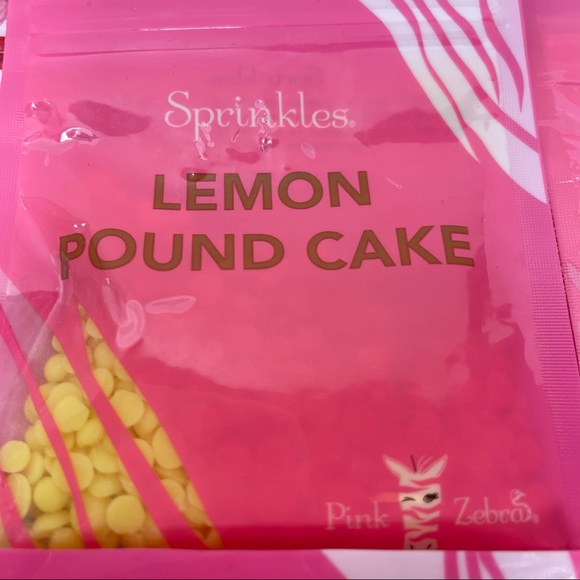 Sprinkles®
LEMON
POUND CAKE
Pink Zebra®